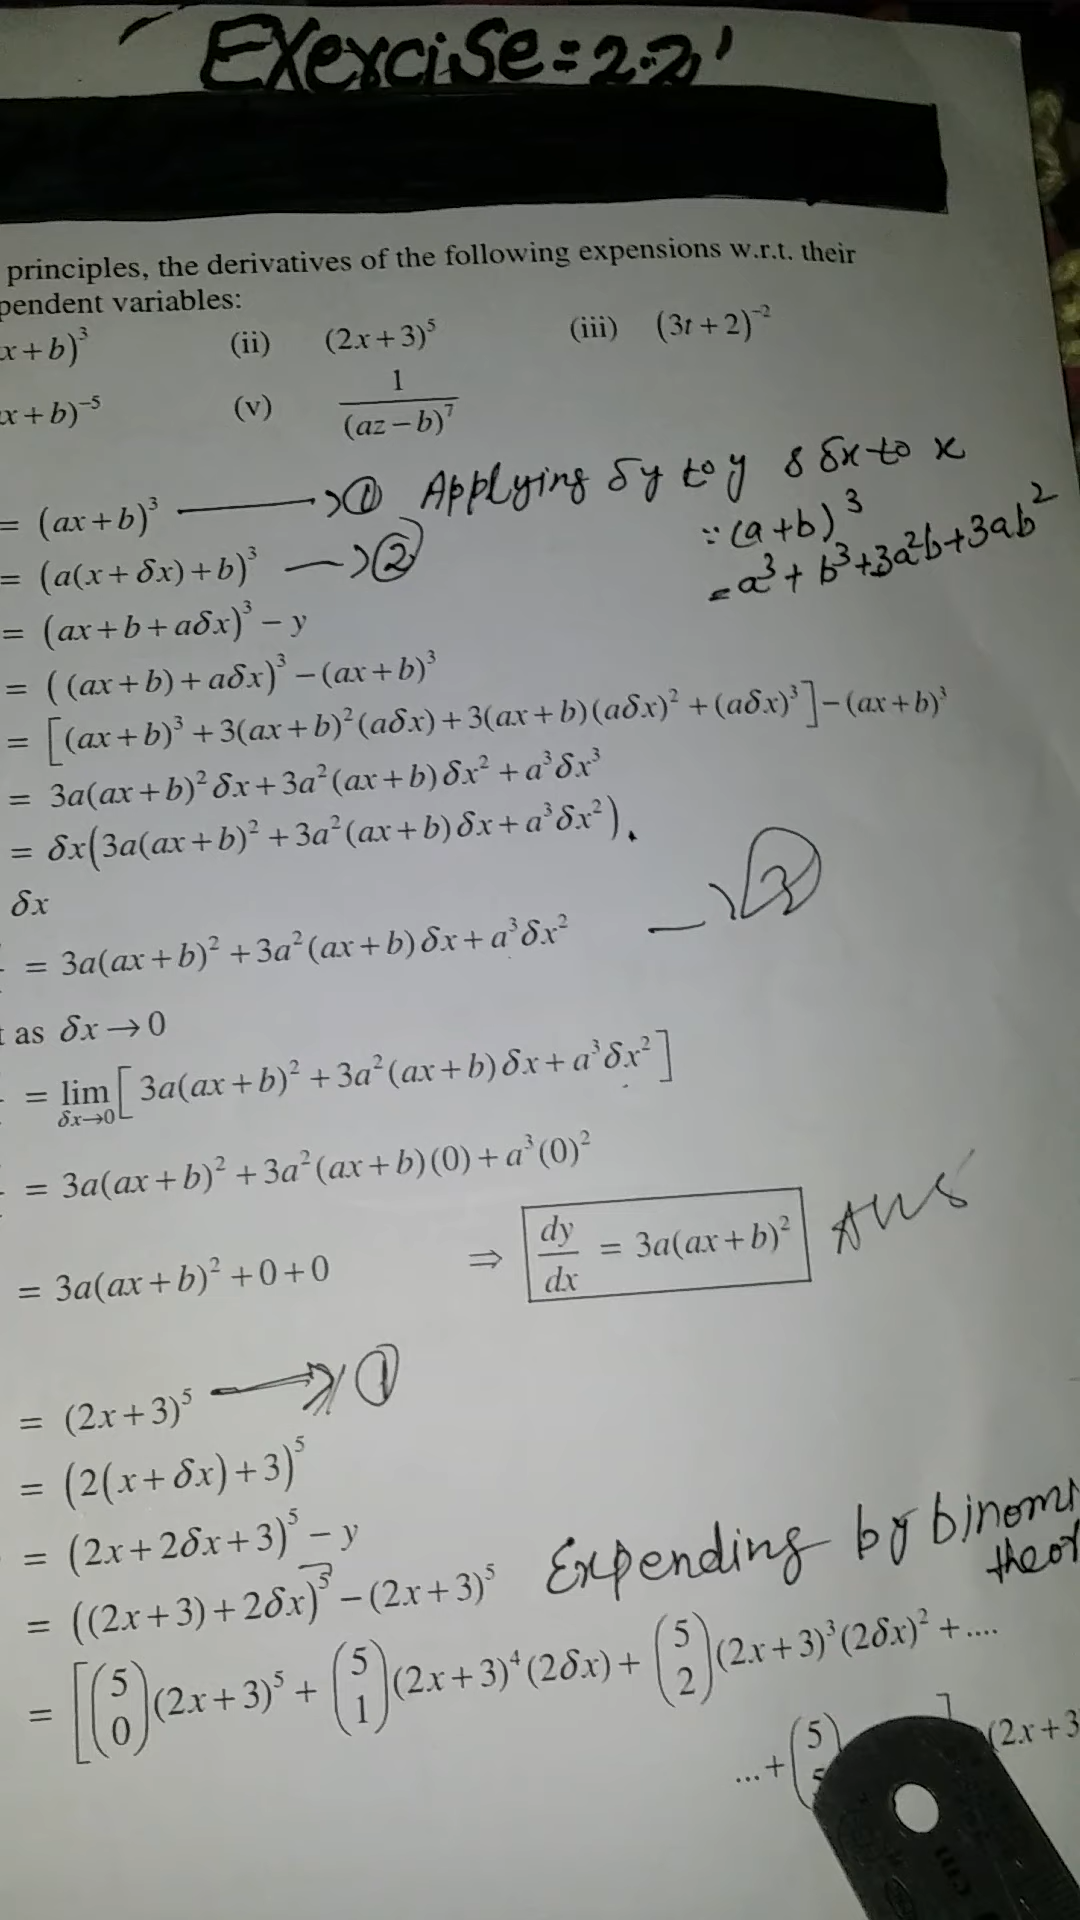 Exercise=2.2
principles, the derivatives of the following expensions w.r.t. their
pendent variables:
x+b)³ (ii) (2x+3)⁵ (iii) (3t+2)⁻²
x+b)⁻⁵ (v) 1/(az−b)⁷
= (ax+b)³ → ① Applying δy to y & δx to x
= (a(x+δx)+b)³ → ② ∵(a+b)³
= (ax+b+aδx)³ − y =a³+b³+3a²b+3ab²
= ((ax+b)+aδx)³ − (ax+b)³
= [(ax+b)³ + 3(ax+b)²(aδx) + 3(ax+b)(aδx)² + (aδx)³] − (ax+b)³
= 3a(ax+b)²δx + 3a²(ax+b)δx² + a³δx³
= δx(3a(ax+b)² + 3a²(ax+b)δx + a³δx²).
δx
= 3a(ax+b)² + 3a²(ax+b)δx + a³δx² →
as δx → 0
= lim δx→0 [3a(ax+b)² + 3a²(ax+b)δx + a³δx²]
= 3a(ax+b)² + 3a²(ax+b)(0) + a³(0)²
= 3a(ax+b)² + 0 + 0 ⇒ dy/dx = 3a(ax+b)² Ans
= (2x+3)⁵ → ①
= (2(x+δx)+3)⁵
= (2x+2δx+3)⁵ − y
= ((2x+3)+2δx)⁵ − (2x+3)⁵ Expending by binomi
theor
= [(5 0)(2x+3)⁵ + (5 1)(2x+3)⁴(2δx) + (5 2)(2x+3)³(2δx)² + ....
...+(5 5 ] (2x+3
cm